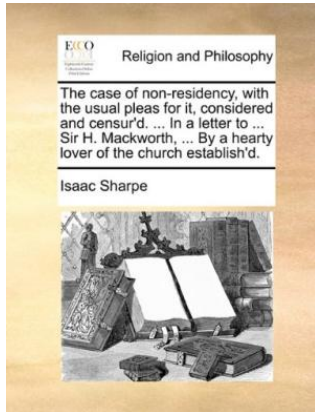 ECCO
Religion and Philosophy
The case of non-residency, with
the usual pleas for it, considered
and censur'd. ... In a letter to ...
Sir H. Mackworth, ... By a hearty
lover of the church establish'd.
Isaac Sharpe